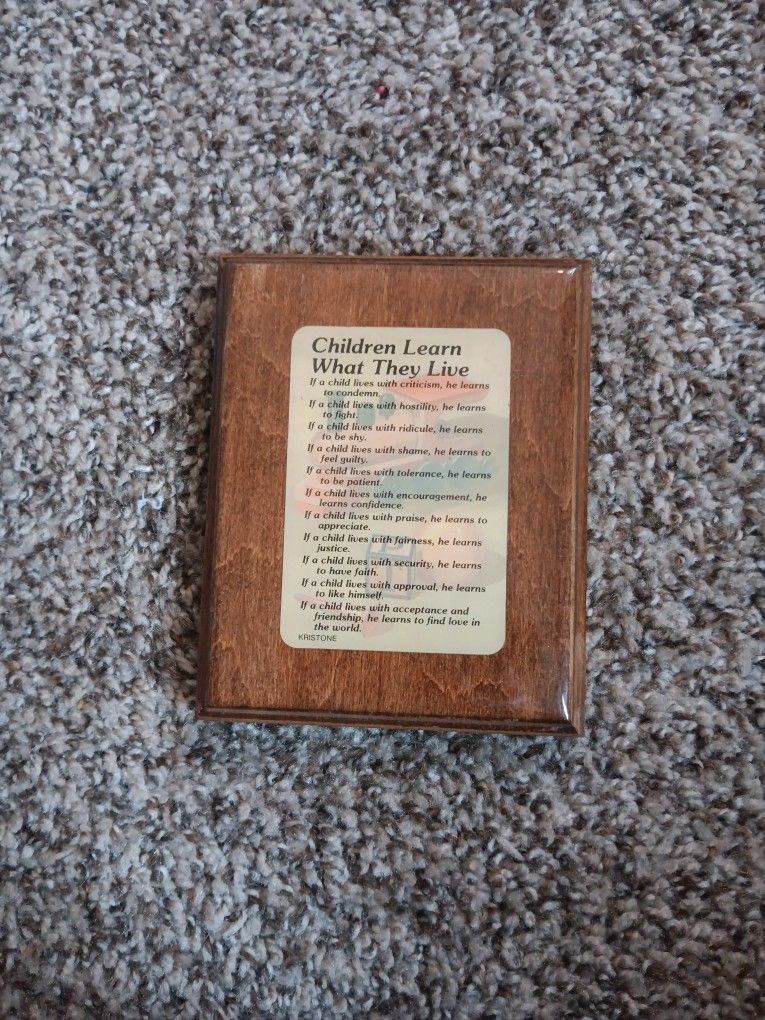 Children Learn
What They Live
If a child lives with criticism, he learns
to condemn.
If a child lives with hostility, he learns
to fight.
If a child lives with ridicule, he learns
to be shy.
If a child lives with shame, he learns to
feel guilty.
If a child lives with tolerance, he learns
to be patient.
If a child lives with encouragement, he
learns confidence.
If a child lives with praise, he learns to
appreciate.
If a child lives with fairness, he learns
justice.
If a child lives with security, he learns
to have faith.
If a child lives with approval, he learns
to like himself.
If a child lives with acceptance and
friendship, he learns to find love in
the world.
KRISTONE